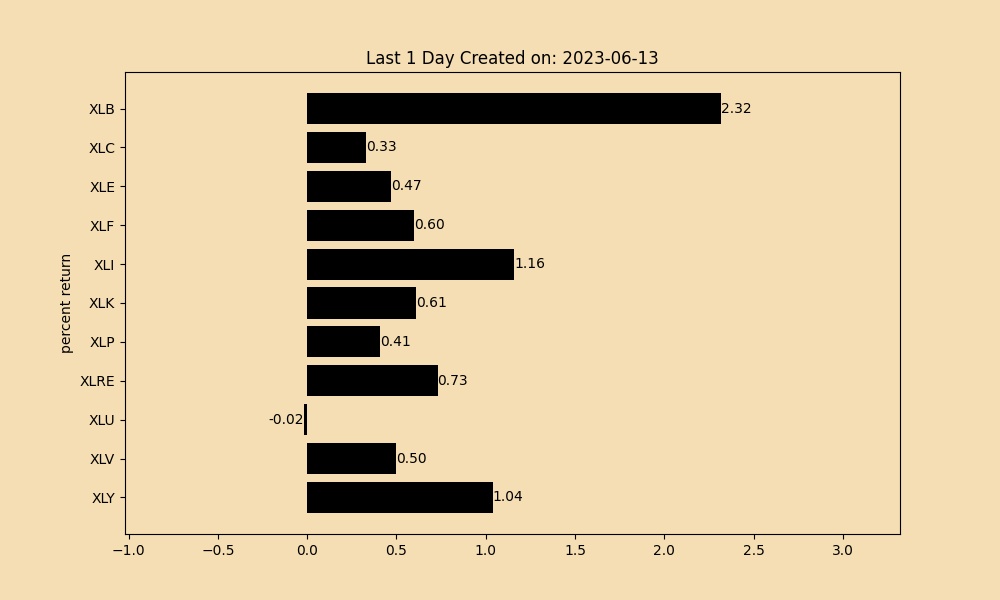 Last 1 Day Created on: 2023-06-13
percent return
XLB 2.32
XLC 0.33
XLE 0.47
XLF 0.60
XLI 1.16
XLK 0.61
XLP 0.41
XLRE 0.73
XLU -0.02
XLV 0.50
XLY 1.04
−1.0 −0.5 0.0 0.5 1.0 1.5 2.0 2.5 3.0